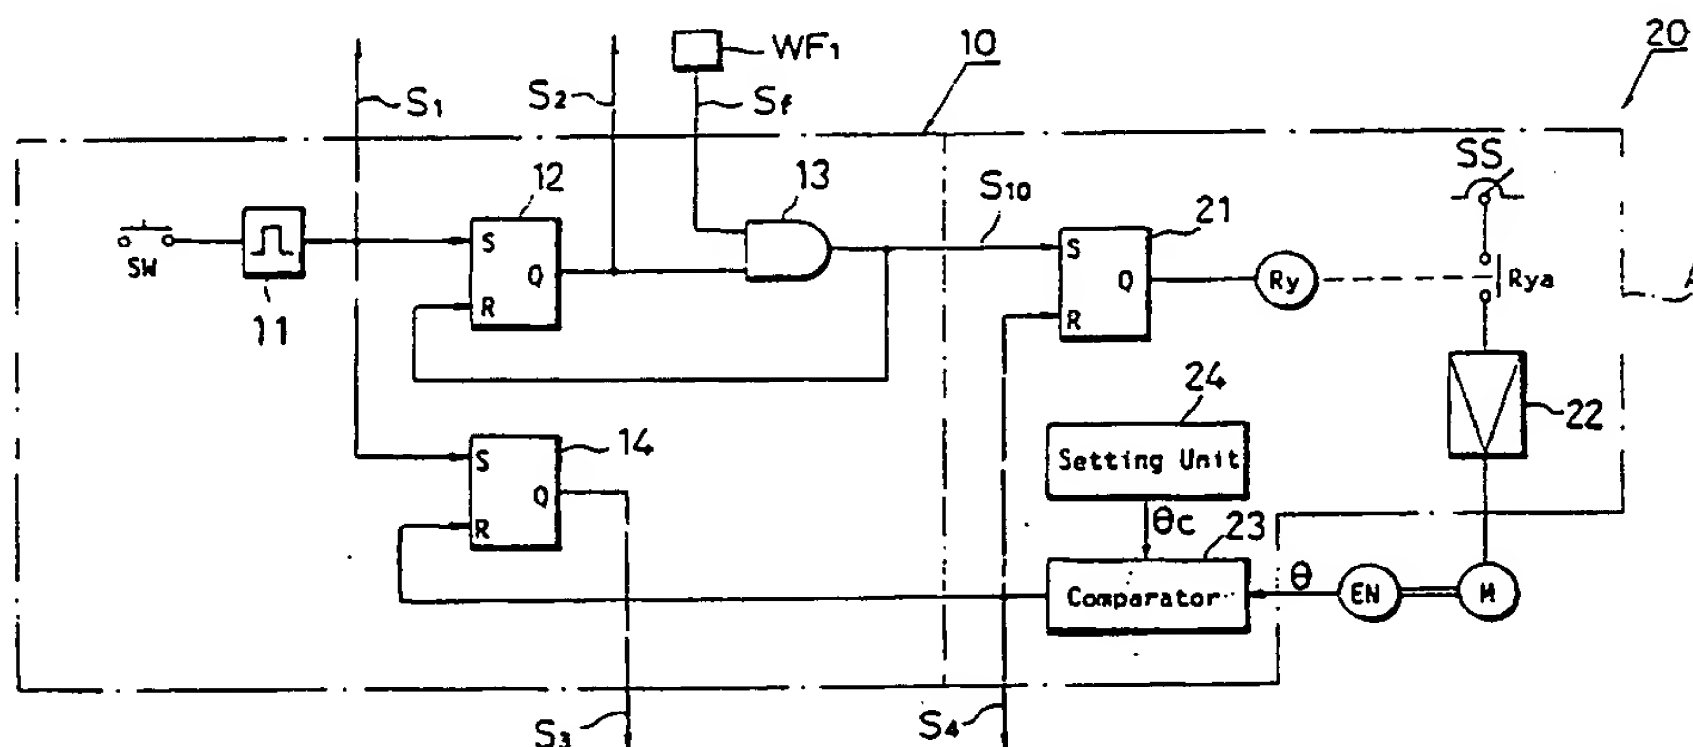 WF1
10
20
S1
S2
Sf
SS
12
13
S10
21
SW
S
Q
R
S
Q
R
Ry
Rya
11
24
22
14
S
Q
R
Setting Unit
θc
23
θ
Comparator
EN
M
S3
S4